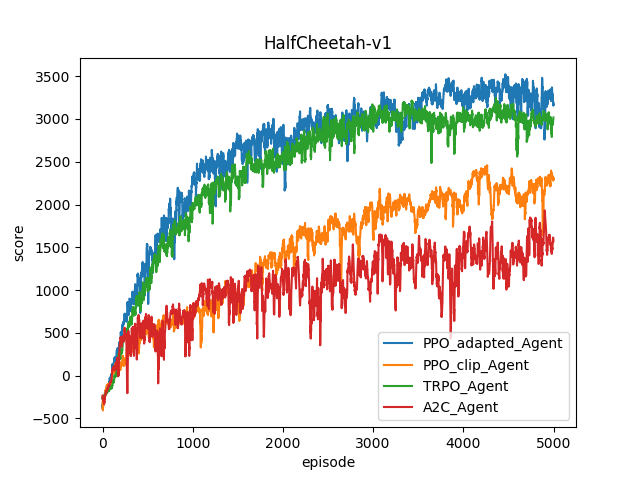 HalfCheetah-v1
score
3500
3000
2500
2000
1500
1000
500
0
−500
0 1000 2000 3000 4000 5000
episode
PPO_adapted_Agent
PPO_clip_Agent
TRPO_Agent
A2C_Agent